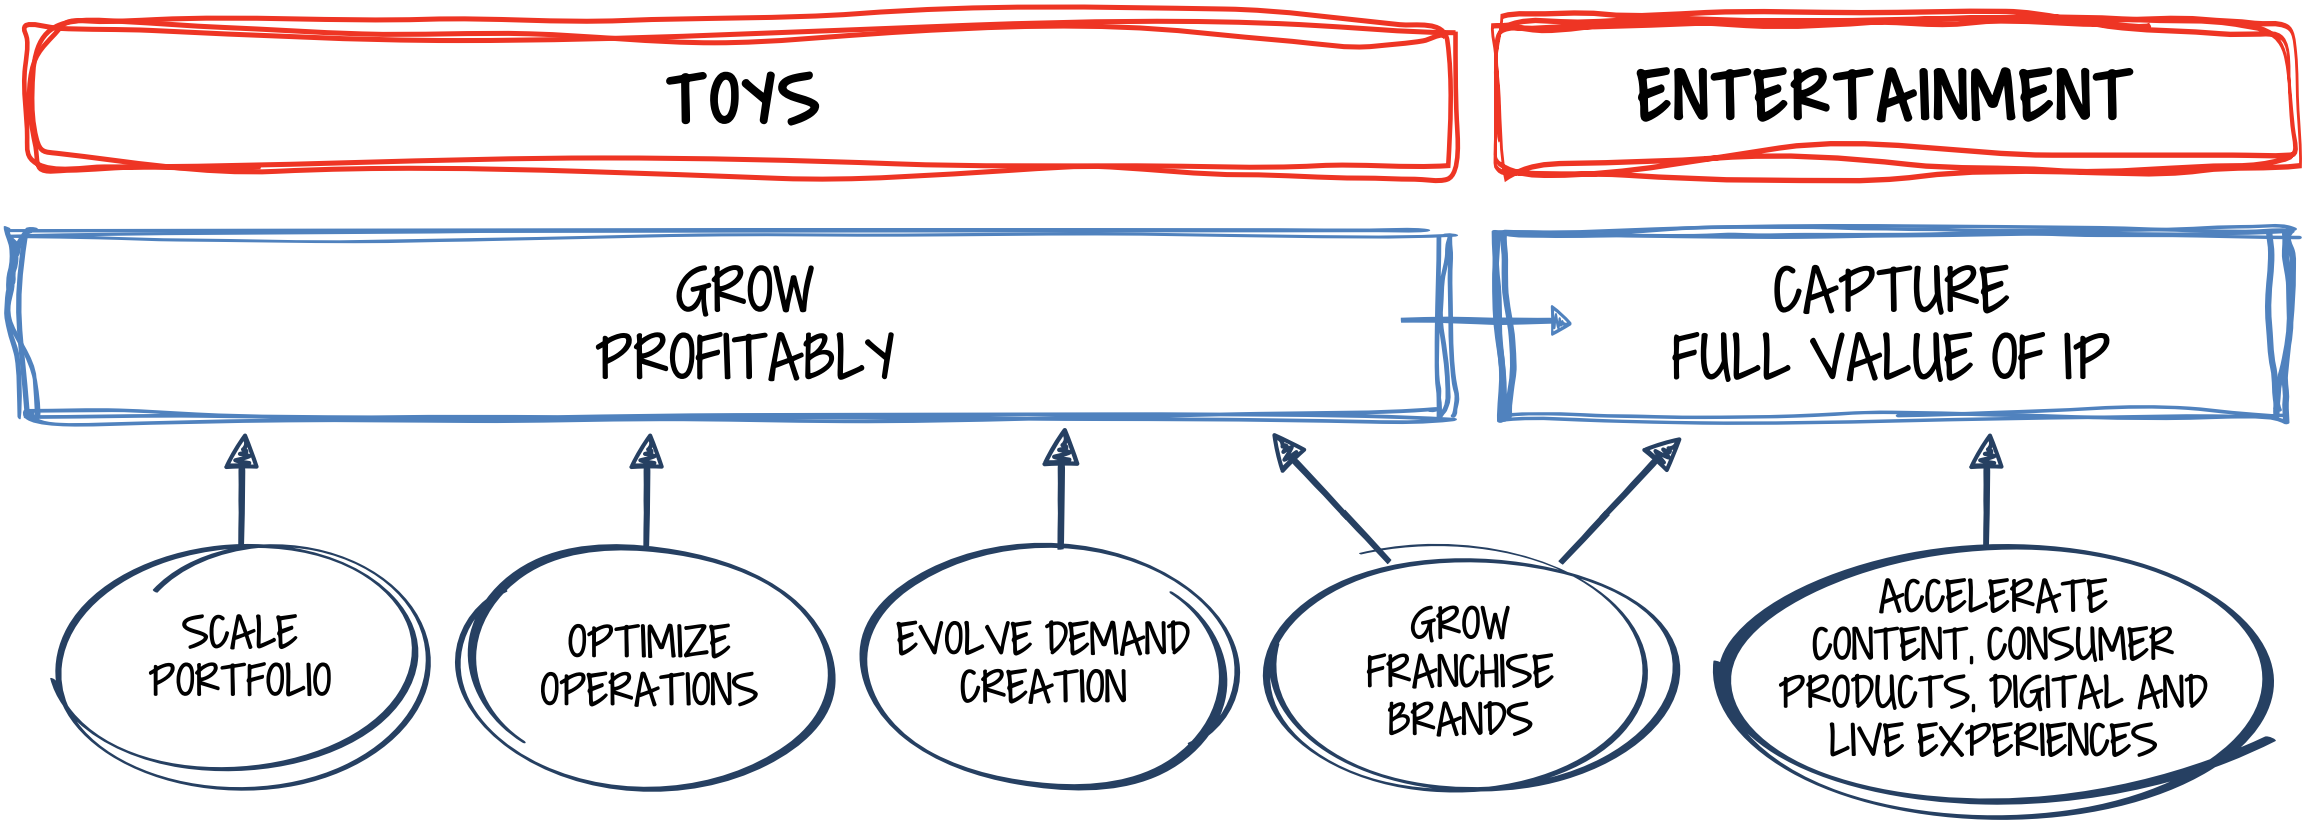 TOYS
ENTERTAINMENT
GROW
PROFITABLY
CAPTURE
FULL VALUE OF IP
SCALE
PORTFOLIO
OPTIMIZE
OPERATIONS
EVOLVE DEMAND
CREATION
GROW
FRANCHISE
BRANDS
ACCELERATE
CONTENT, CONSUMER
PRODUCTS, DIGITAL AND
LIVE EXPERIENCES